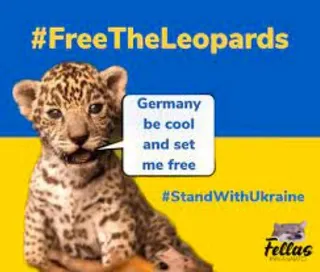 #FreeTheLeopards
Germany
be cool
and set
me free
#StandWithUkraine
Fellas